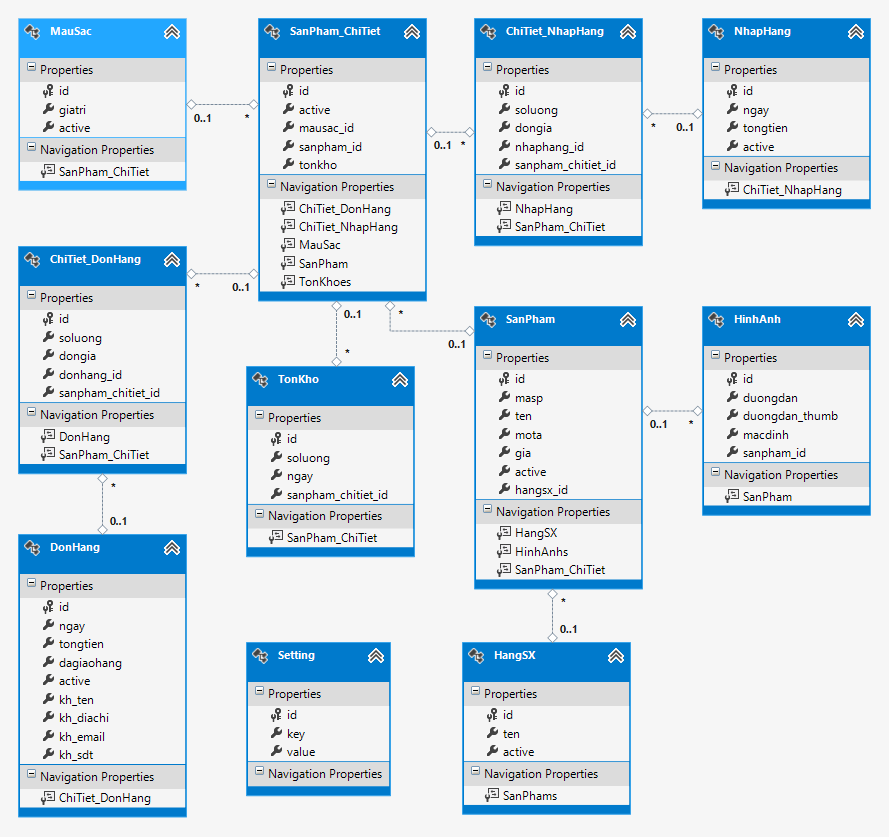 MauSac
Properties
id
giatri
active
Navigation Properties
SanPham_ChiTiet
0..1
*
SanPham_ChiTiet
Properties
id
active
mausac_id
sanpham_id
tonkho
Navigation Properties
ChiTiet_DonHang
ChiTiet_NhapHang
MauSac
SanPham
TonKhoes
0..1
*
ChiTiet_NhapHang
Properties
id
soluong
dongia
nhaphang_id
sanpham_chitiet_id
Navigation Properties
NhapHang
SanPham_ChiTiet
*
0..1
NhapHang
Properties
id
ngay
tongtien
active
Navigation Properties
ChiTiet_NhapHang
ChiTiet_DonHang
Properties
id
soluong
dongia
donhang_id
sanpham_chitiet_id
Navigation Properties
DonHang
SanPham_ChiTiet
*
0..1
0..1
*
*
0..1
TonKho
Properties
id
soluong
ngay
sanpham_chitiet_id
Navigation Properties
SanPham_ChiTiet
SanPham
Properties
id
masp
ten
mota
gia
active
hangsx_id
Navigation Properties
HangSX
HinhAnhs
SanPham_ChiTiet
0..1
*
HinhAnh
Properties
id
duongdan
duongdan_thumb
macdinh
sanpham_id
Navigation Properties
SanPham
*
0..1
DonHang
Properties
id
ngay
tongtien
dagiaohang
active
kh_ten
kh_diachi
kh_email
kh_sdt
Navigation Properties
ChiTiet_DonHang
Setting
Properties
id
key
value
Navigation Properties
*
0..1
HangSX
Properties
id
ten
active
Navigation Properties
SanPhams